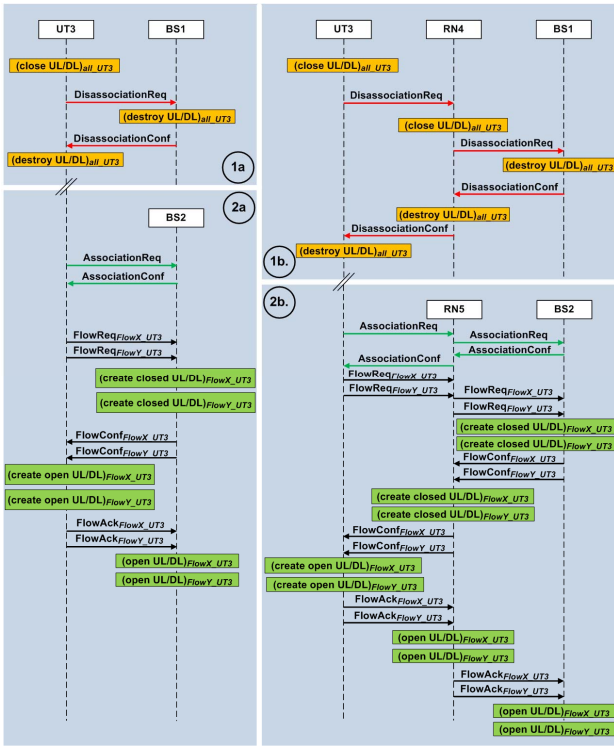 UT3
BS1
(close UL/DL)all_UT3
DisassociationReq
(destroy UL/DL)all_UT3
DisassociationConf
(destroy UL/DL)all_UT3
1a
2a
BS2
AssociationReq
AssociationConf
FlowReqFlowX_UT3
FlowReqFlowY_UT3
(create closed UL/DL)FlowX_UT3
(create closed UL/DL)FlowY_UT3
FlowConfFlowX_UT3
FlowConfFlowY_UT3
(create open UL/DL)FlowX_UT3
(create open UL/DL)FlowY_UT3
FlowAckFlowX_UT3
FlowAckFlowY_UT3
(open UL/DL)FlowX_UT3
(open UL/DL)FlowY_UT3
UT3
RN4
BS1
(close UL/DL)all_UT3
DisassociationReq
(close UL/DL)all_UT3
DisassociationReq
(destroy UL/DL)all_UT3
DisassociationConf
(destroy UL/DL)all_UT3
DisassociationConf
(destroy UL/DL)all_UT3
1b.
2b.
RN5
BS2
AssociationReq
AssociationReq
AssociationConf
AssociationConf
FlowReqFlowX_UT3
FlowReqFlowY_UT3
FlowReqFlowX_UT3
FlowReqFlowY_UT3
(create closed UL/DL)FlowX_UT3
(create closed UL/DL)FlowY_UT3
FlowConfFlowX_UT3
FlowConfFlowY_UT3
(create closed UL/DL)FlowX_UT3
(create closed UL/DL)FlowY_UT3
FlowConfFlowX_UT3
FlowConfFlowY_UT3
(create open UL/DL)FlowX_UT3
(create open UL/DL)FlowY_UT3
FlowAckFlowX_UT3
FlowAckFlowY_UT3
(open UL/DL)FlowX_UT3
(open UL/DL)FlowY_UT3
FlowAckFlowX_UT3
FlowAckFlowY_UT3
(open UL/DL)FlowX_UT3
(open UL/DL)FlowY_UT3